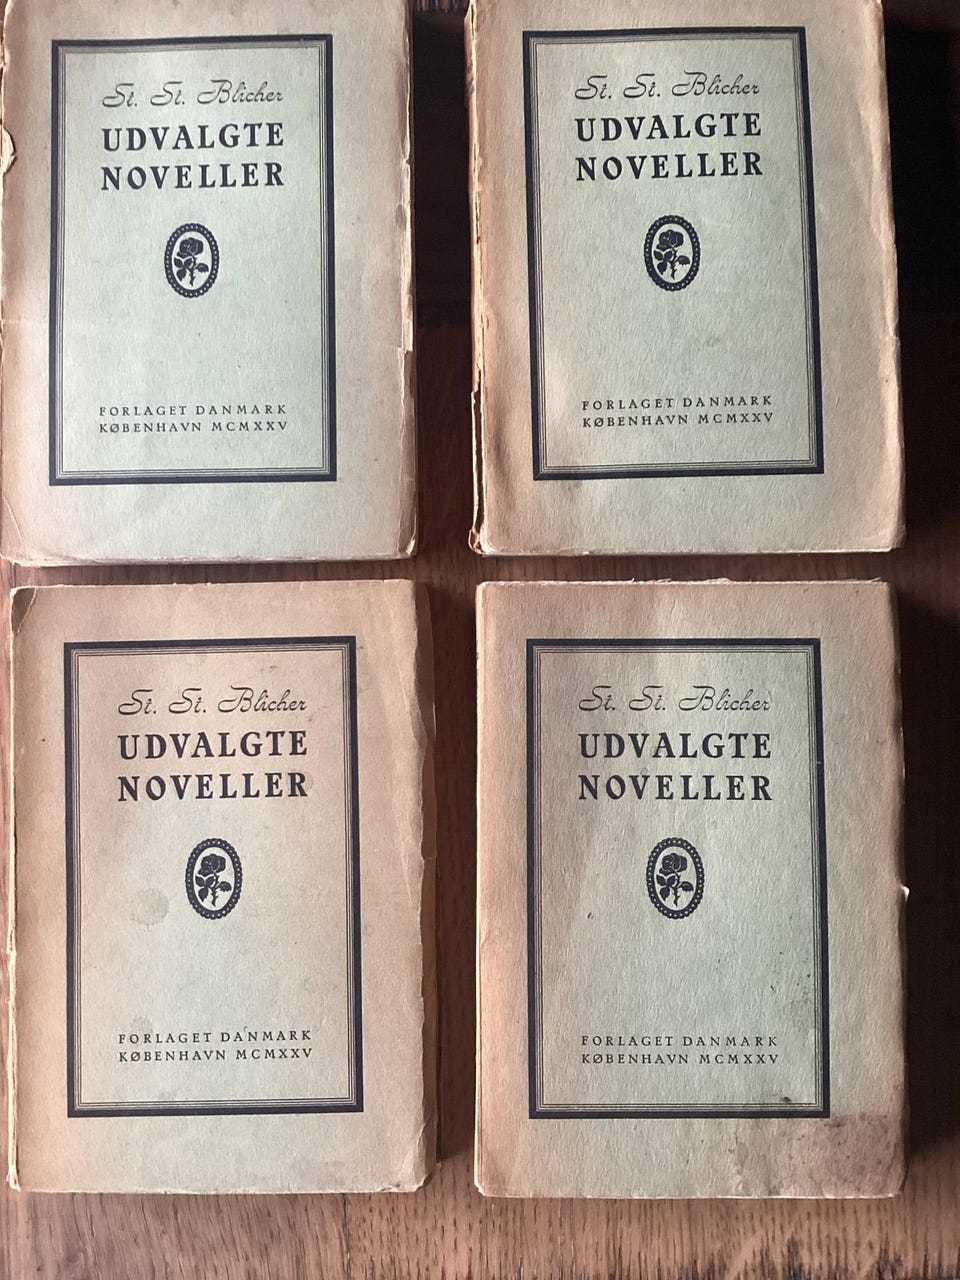 St. St. Blicher
UDVALGTE
NOVELLER
FORLAGET DANMARK
KØBENHAVN MCMXXV
St. St. Blicher
UDVALGTE
NOVELLER
FORLAGET DANMARK
KØBENHAVN MCMXXV
St. St. Blicher
UDVALGTE
NOVELLER
FORLAGET DANMARK
KØBENHAVN MCMXXV
St. St. Blicher
UDVALGTE
NOVELLER
FORLAGET DANMARK
KØBENHAVN MCMXXV